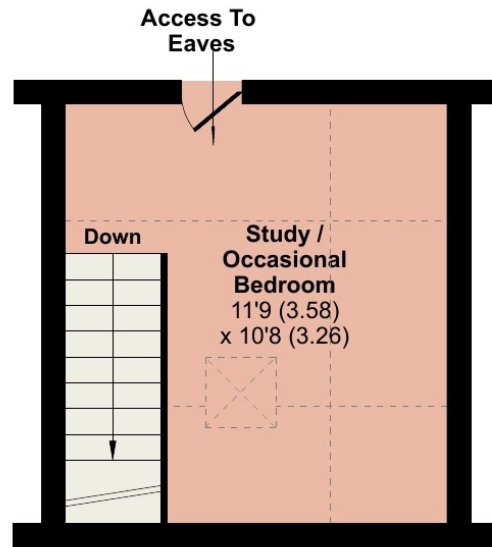 Access To
Eaves
Down
Study /
Occasional
Bedroom
11'9 (3.58)
x 10'8 (3.26)